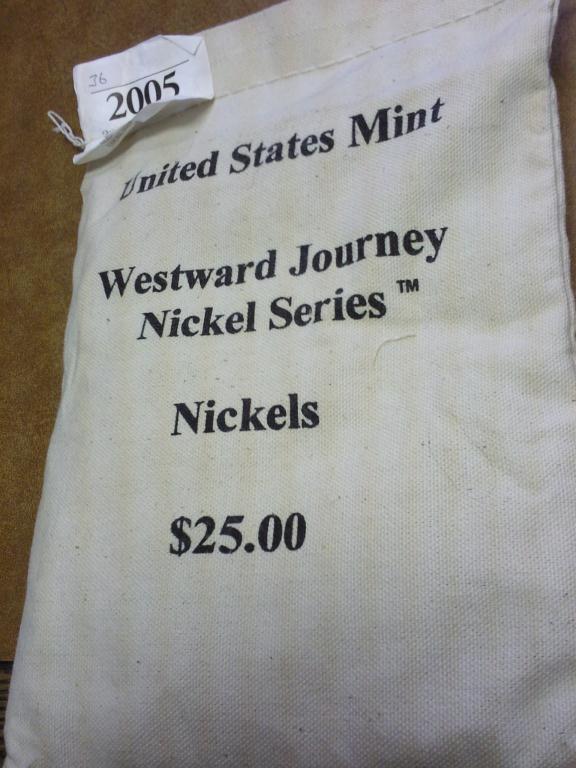 36
2005
United States Mint
Westward Journey
Nickel Series ™
Nickels
$25.00